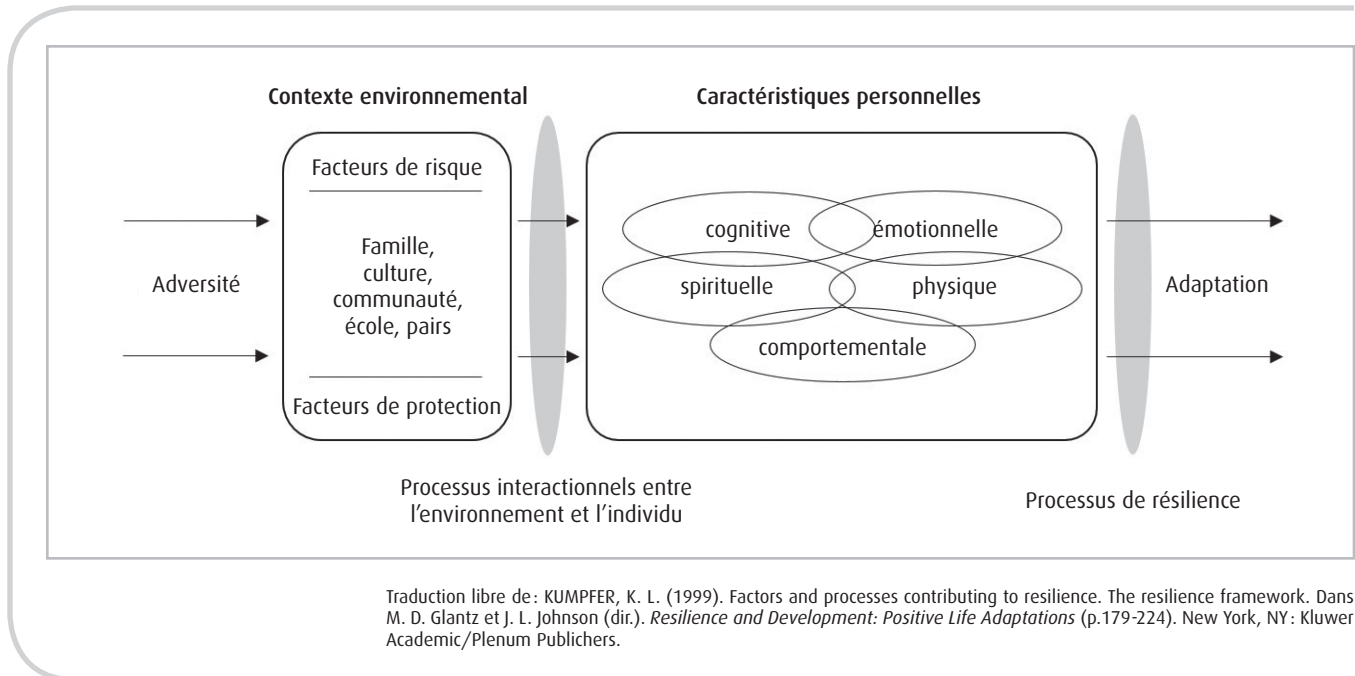 Contexte environnemental
Caractéristiques personnelles
Facteurs de risque
Famille,
culture,
communauté,
école, pairs
Facteurs de protection
Adversité
cognitive
émotionnelle
spirituelle
physique
comportementale
Adaptation
Processus interactionnels entre
l’environnement et l’individu
Processus de résilience
Traduction libre de : KUMPFER, K. L. (1999). Factors and processes contributing to resilience. The resilience framework. Dans
M. D. Glantz et J. L. Johnson (dir.). Resilience and Development: Positive Life Adaptations (p.179-224). New York, NY : Kluwer
Academic/Plenum Publichers.